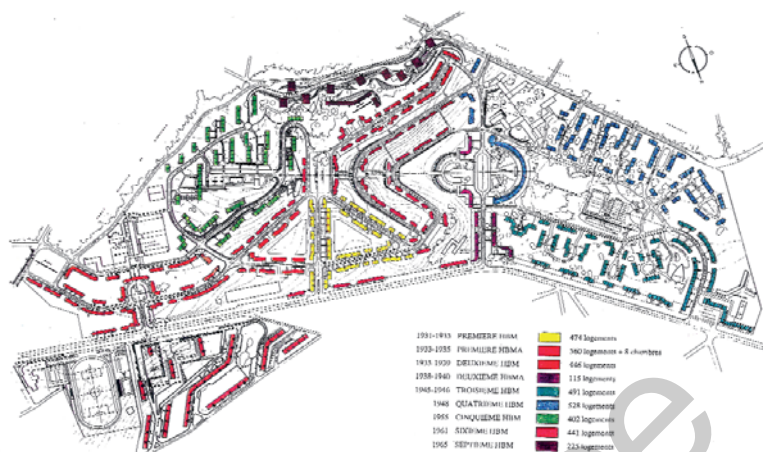 1931-1933 PREMIERE HBM 474 logements
1933-1935 PREMIERE HBMA 360 logements + 8 chambres
1935-1939 DEUXIEME HBM 446 logements
1938-1940 DEUXIÈME HBMA 115 logements
1945-1946 TROISIEME HBM 491 logements
1948 QUATRIEME HBM 528 logements
1955 CINQUIÈME HBM 402 logements
1961 SIXIEME HBM 441 logements
1965 SEPTIEME HBM 225 logements